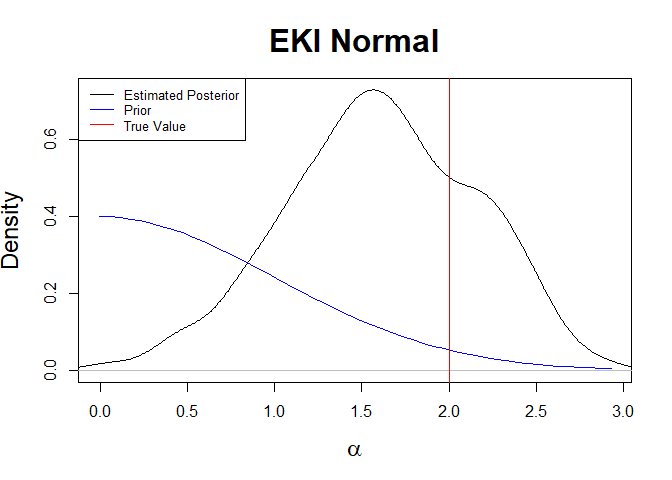 EKI Normal
Estimated Posterior
Prior
True Value
Density
0.0
0.2
0.4
0.6
0.0 0.5 1.0 1.5 2.0 2.5 3.0
α